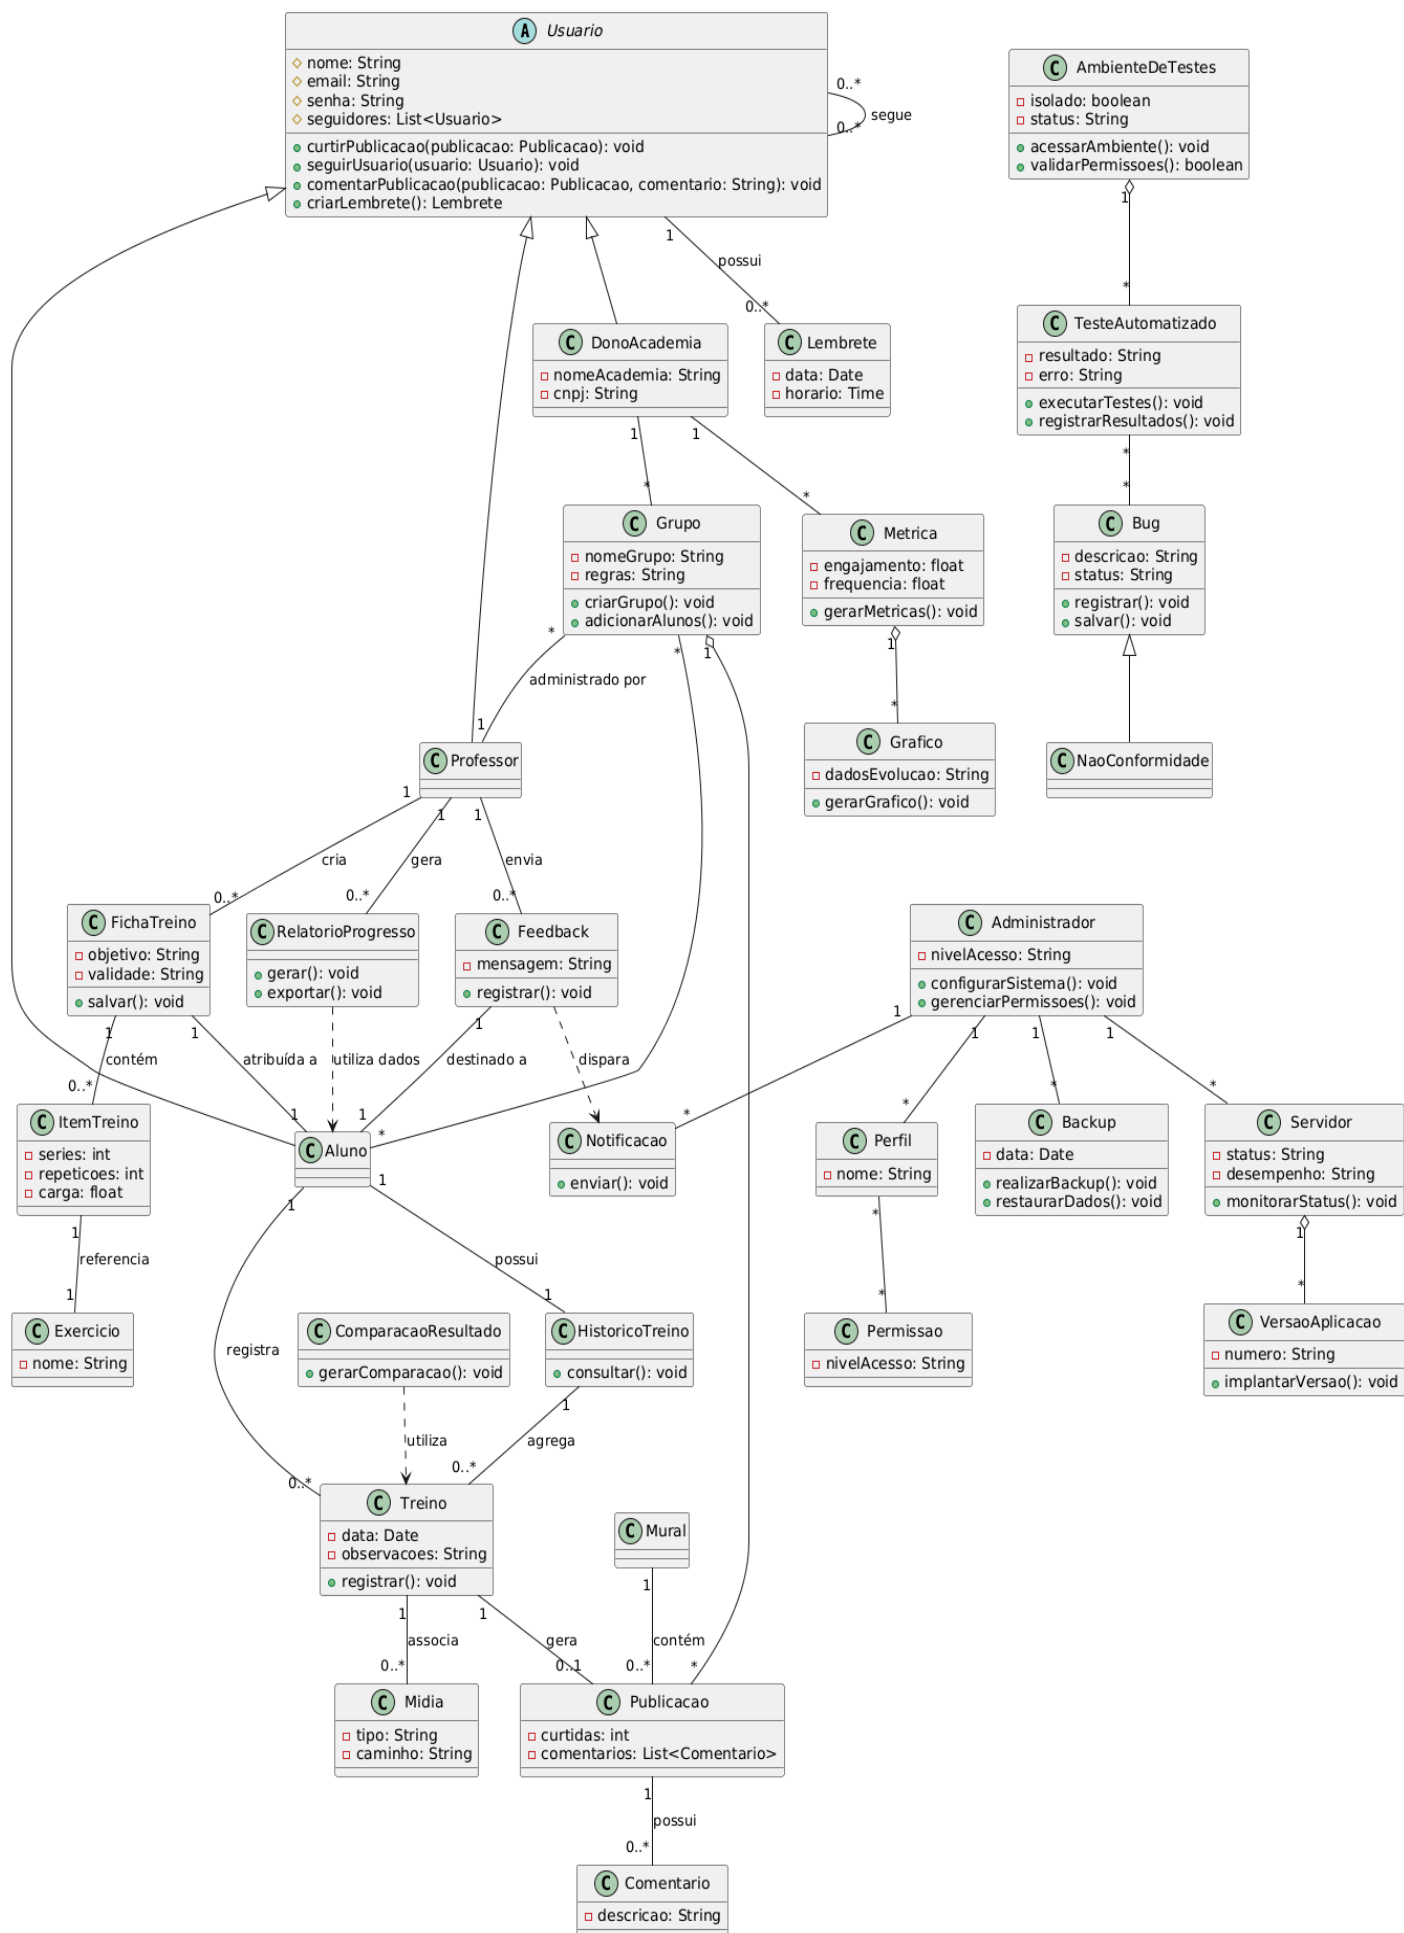 Usuario
nome: String
email: String
senha: String
seguidores: List<Usuario>
curtirPublicacao(publicacao: Publicacao): void
seguirUsuario(usuario: Usuario): void
comentarPublicacao(publicacao: Publicacao, comentario: String): void
criarLembrete(): Lembrete
0..*
segue
0..*
AmbienteDeTestes
isolado: boolean
status: String
acessarAmbiente(): void
validarPermissoes(): boolean
1
*
1
possui
0..*
DonoAcademia
nomeAcademia: String
cnpj: String
Lembrete
data: Date
horario: Time
TesteAutomatizado
resultado: String
erro: String
executarTestes(): void
registrarResultados(): void
1
*
1
*
*
*
Grupo
nomeGrupo: String
regras: String
criarGrupo(): void
adicionarAlunos(): void
Metrica
engajamento: float
frequencia: float
gerarMetricas(): void
Bug
descricao: String
status: String
registrar(): void
salvar(): void
*
administrado por
1
*
1
1
*
Professor
Grafico
dadosEvolucao: String
gerarGrafico(): void
NaoConformidade
1
cria
0..*
1
gera
0..*
1
envia
0..*
FichaTreino
objetivo: String
validade: String
salvar(): void
RelatorioProgresso
gerar(): void
exportar(): void
Feedback
mensagem: String
registrar(): void
Administrador
nivelAcesso: String
configurarSistema(): void
gerenciarPermissoes(): void
1
contém
0..*
1
atribuída a
1
utiliza dados
1
destinado a
1
dispara
*
1
*
1
*
1
*
1
*
ItemTreino
series: int
repeticoes: int
carga: float
Aluno
Notificacao
enviar(): void
Perfil
nome: String
Backup
data: Date
realizarBackup(): void
restaurarDados(): void
Servidor
status: String
desempenho: String
monitorarStatus(): void
1
referencia
1
1
registra
0..*
1
possui
1
*
*
1
*
Exercicio
nome: String
ComparacaoResultado
gerarComparacao(): void
HistoricoTreino
consultar(): void
Permissao
nivelAcesso: String
VersaoAplicacao
numero: String
implantarVersao(): void
utiliza
1
agrega
0..*
Treino
data: Date
observacoes: String
registrar(): void
Mural
1
associa
0..*
1
gera
0..1
1
contém
0..*
*
Midia
tipo: String
caminho: String
Publicacao
curtidas: int
comentarios: List<Comentario>
1
possui
0..*
Comentario
descricao: String